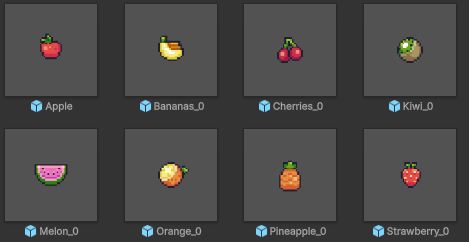 Apple
Bananas_0
Cherries_0
Kiwi_0
Melon_0
Orange_0
Pineapple_0
Strawberry_0